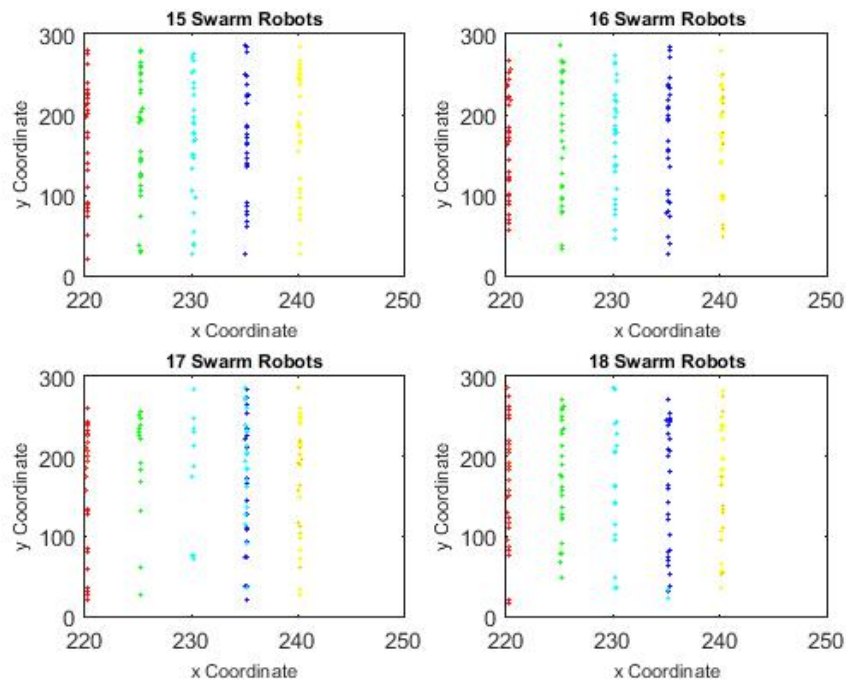 15 Swarm Robots
300
200
100
0
y Coordinate
220 230 240 250
x Coordinate
16 Swarm Robots
300
200
100
0
y Coordinate
220 230 240 250
x Coordinate
17 Swarm Robots
300
200
100
0
y Coordinate
220 230 240 250
x Coordinate
18 Swarm Robots
300
200
100
0
y Coordinate
220 230 240 250
x Coordinate